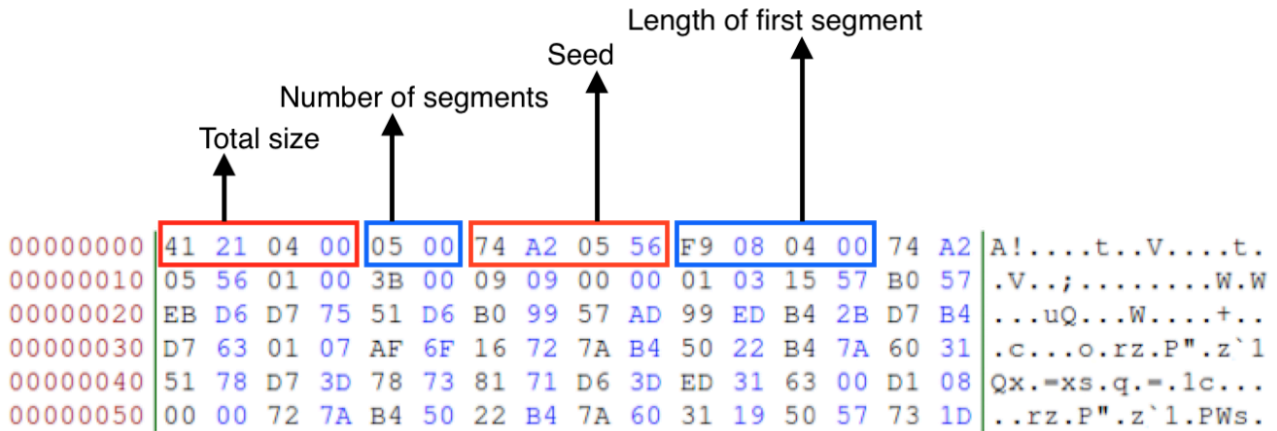 Length of first segment
Seed
Number of segments
Total size
00000000 41 21 04 00 05 00 74 A2 05 56 F9 08 04 00 74 A2 A!....t..V....t.
00000010 05 56 01 00 3B 00 09 09 00 00 01 03 15 57 B0 57 .V..;........W.W
00000020 EB D6 D7 75 51 D6 B0 99 57 AD 99 ED B4 2B D7 B4 ...uQ...W....+..
00000030 D7 63 01 07 AF 6F 16 72 7A B4 50 22 B4 7A 60 31 .c...o.rz.P".z`1
00000040 51 78 D7 3D 78 73 81 71 D6 3D ED 31 63 00 D1 08 Qx.=xs.q.=.1c...
00000050 00 00 72 7A B4 50 22 B4 7A 60 31 19 50 57 73 1D ..rz.P".z`1.PWs.